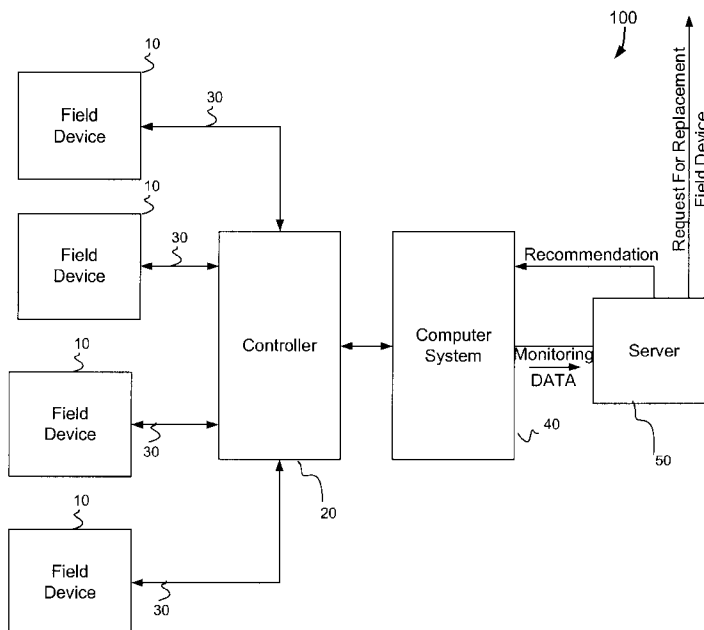 100
10
Field
Device
30
Request For Replacement
Field Device
10
Field
Device
30
Recommendation
Controller
Computer
System
Monitoring
DATA
Server
10
Field
Device
30
40
50
20
10
Field
Device
30